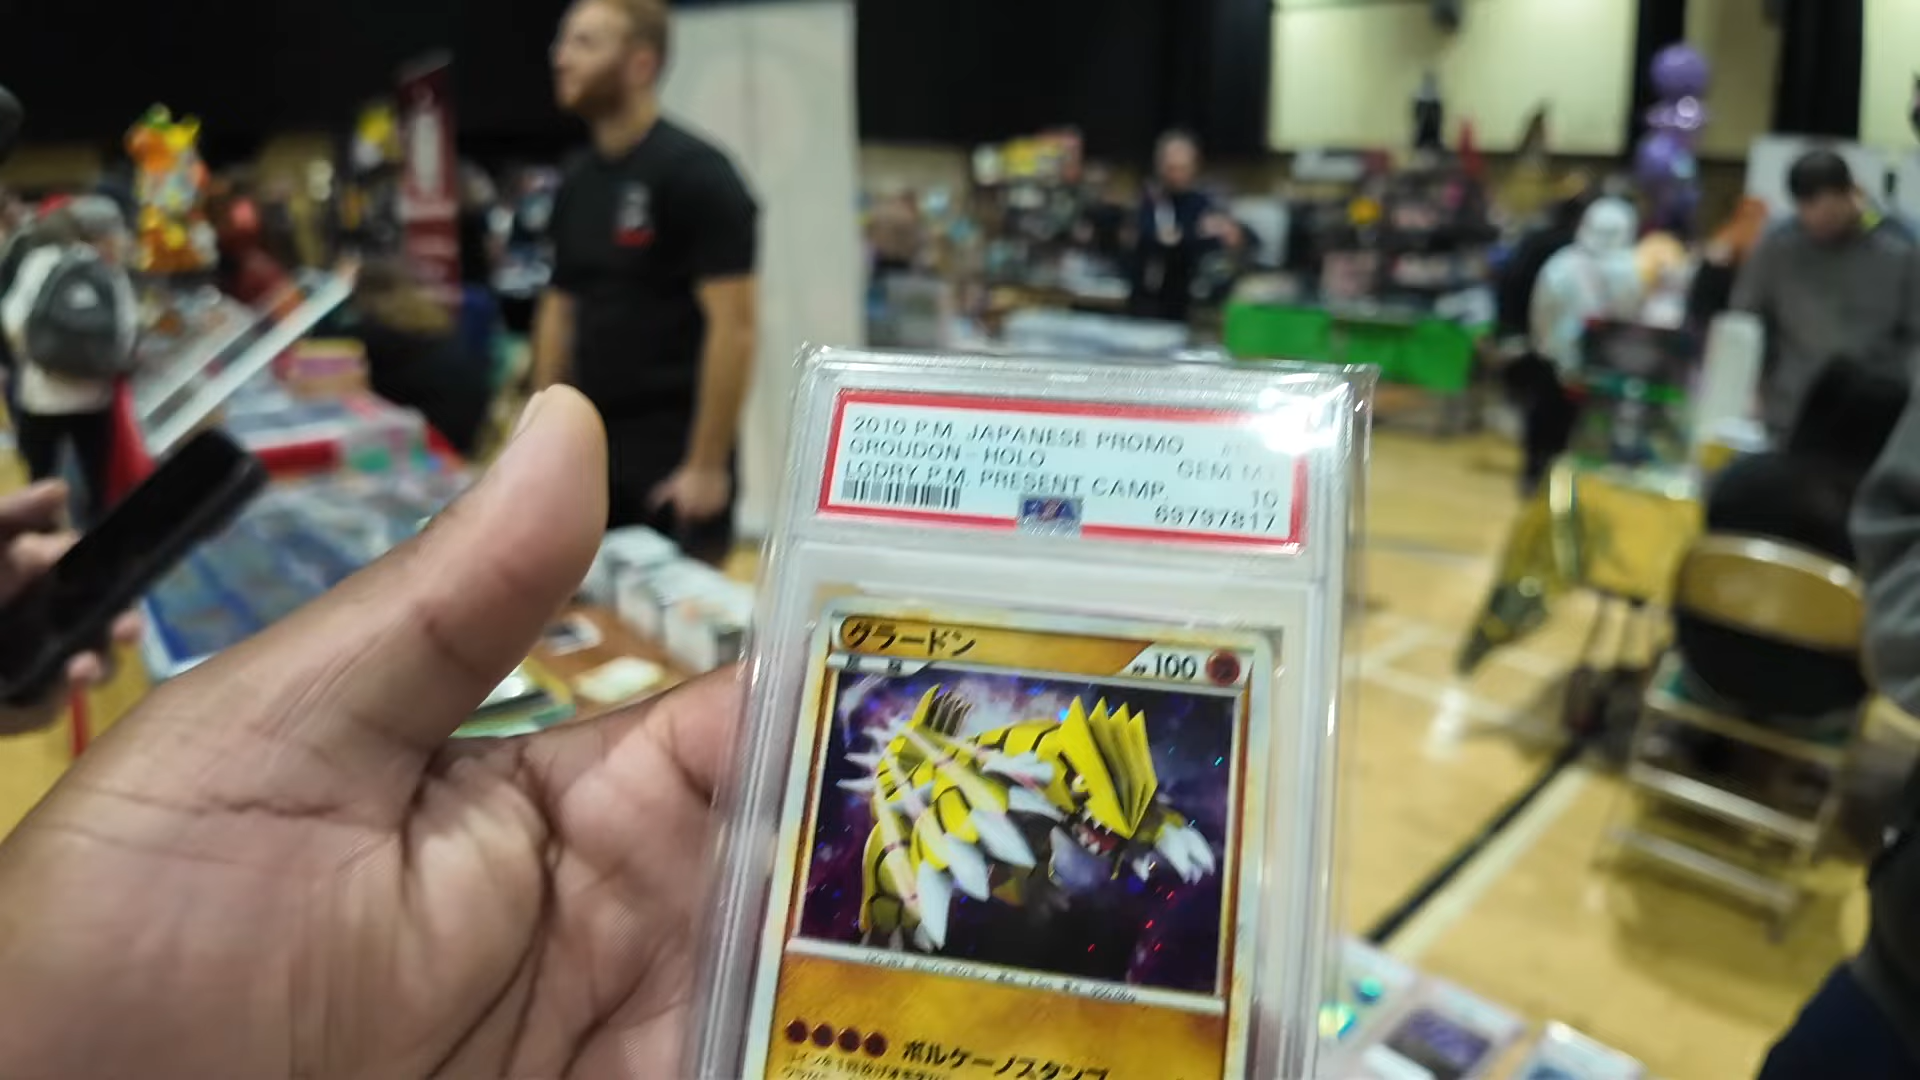 2010 P.M. JAPANESE PROMO
GROUDON - HOLO
GEM MT
LGDRY P.M. PRESENT CAMP.
10
PSA
69797817
グラードン
HP 100
ボルケーノスタンプ